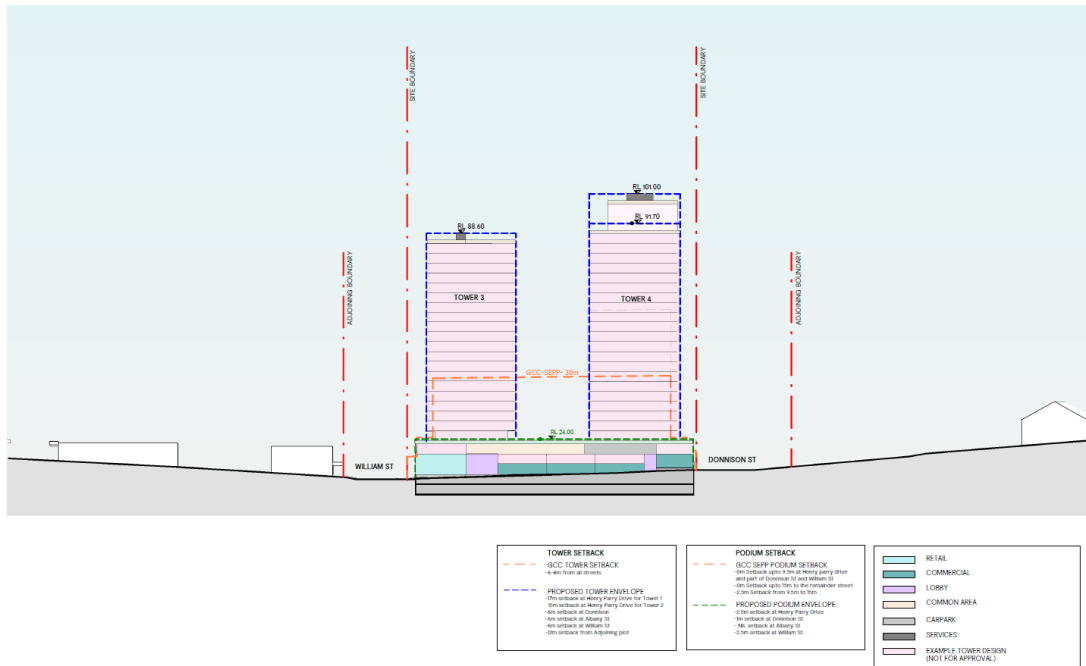 SITE BOUNDARY
SITE BOUNDARY
RL 101.00
RL 91.70
RL 88.60
ADJOINING BOUNDARY
ADJOINING BOUNDARY
TOWER 3
TOWER 4
GCC-SEPP- 30m
RL 24.00
WILLIAM ST
DONNISON ST
TOWER SETBACK
GCC TOWER SETBACK
-6-8m from all streets
PROPOSED TOWER ENVELOPE
-17m setback at Henry Parry Drive for Tower 1
15m setback at Henry Parry Drive for Tower 2
-6m setback at Donnison
-6m setback at Albany St
-6m setback at William St
-12m setback from Adjoining plot
PODIUM SETBACK
GCC SEPP PODIUM SETBACK
-0m Setback upto 9.5m at Henry parry drive
and part of Donnison St and William St
-0m Setback upto 15m to the remainder street
-2.5m Setback from 9.5m to 15m
PROPOSED PODIUM ENVELOPE
-2.5m setback at Henry Drive
-1m setback at Donnison St
- NIL setback at Albany St
-2.5m setback at William St
RETAIL
COMMERCIAL
LOBBY
COMMON AREA
CARPARK
SERVICES
EXAMPLE TOWER DESIGN
(NOT FOR APPROVAL)